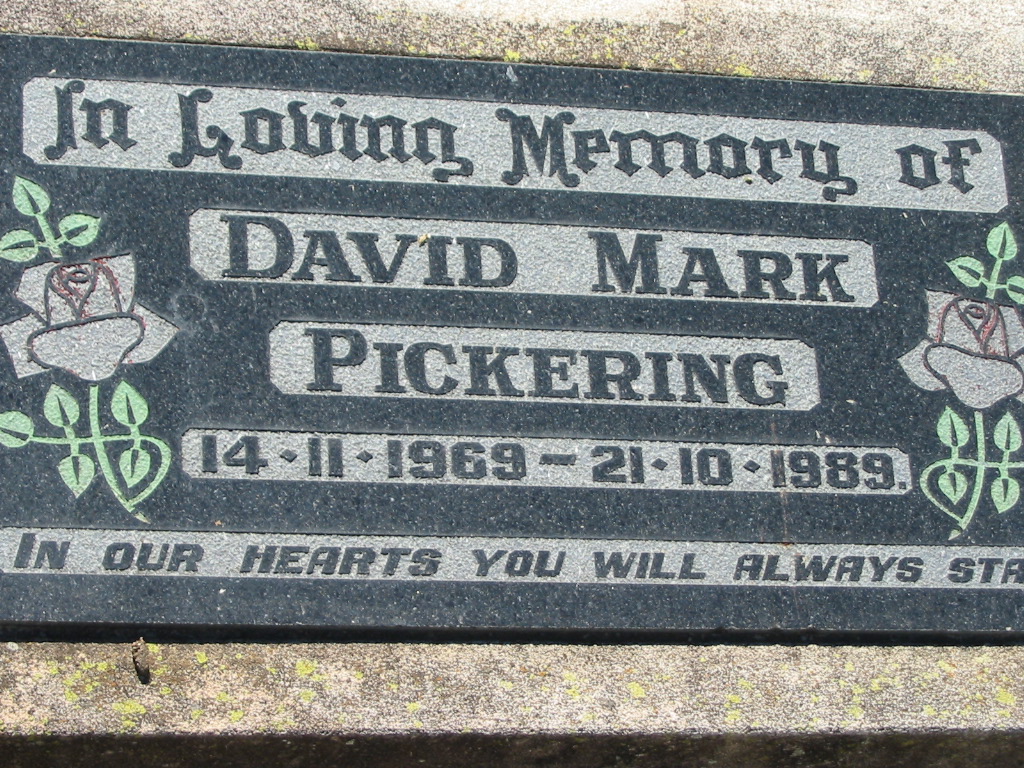 In Loving Memory of
DAVID MARK
PICKERING
14·11·1969 – 21·10·1989.
IN OUR HEARTS YOU WILL ALWAYS STA